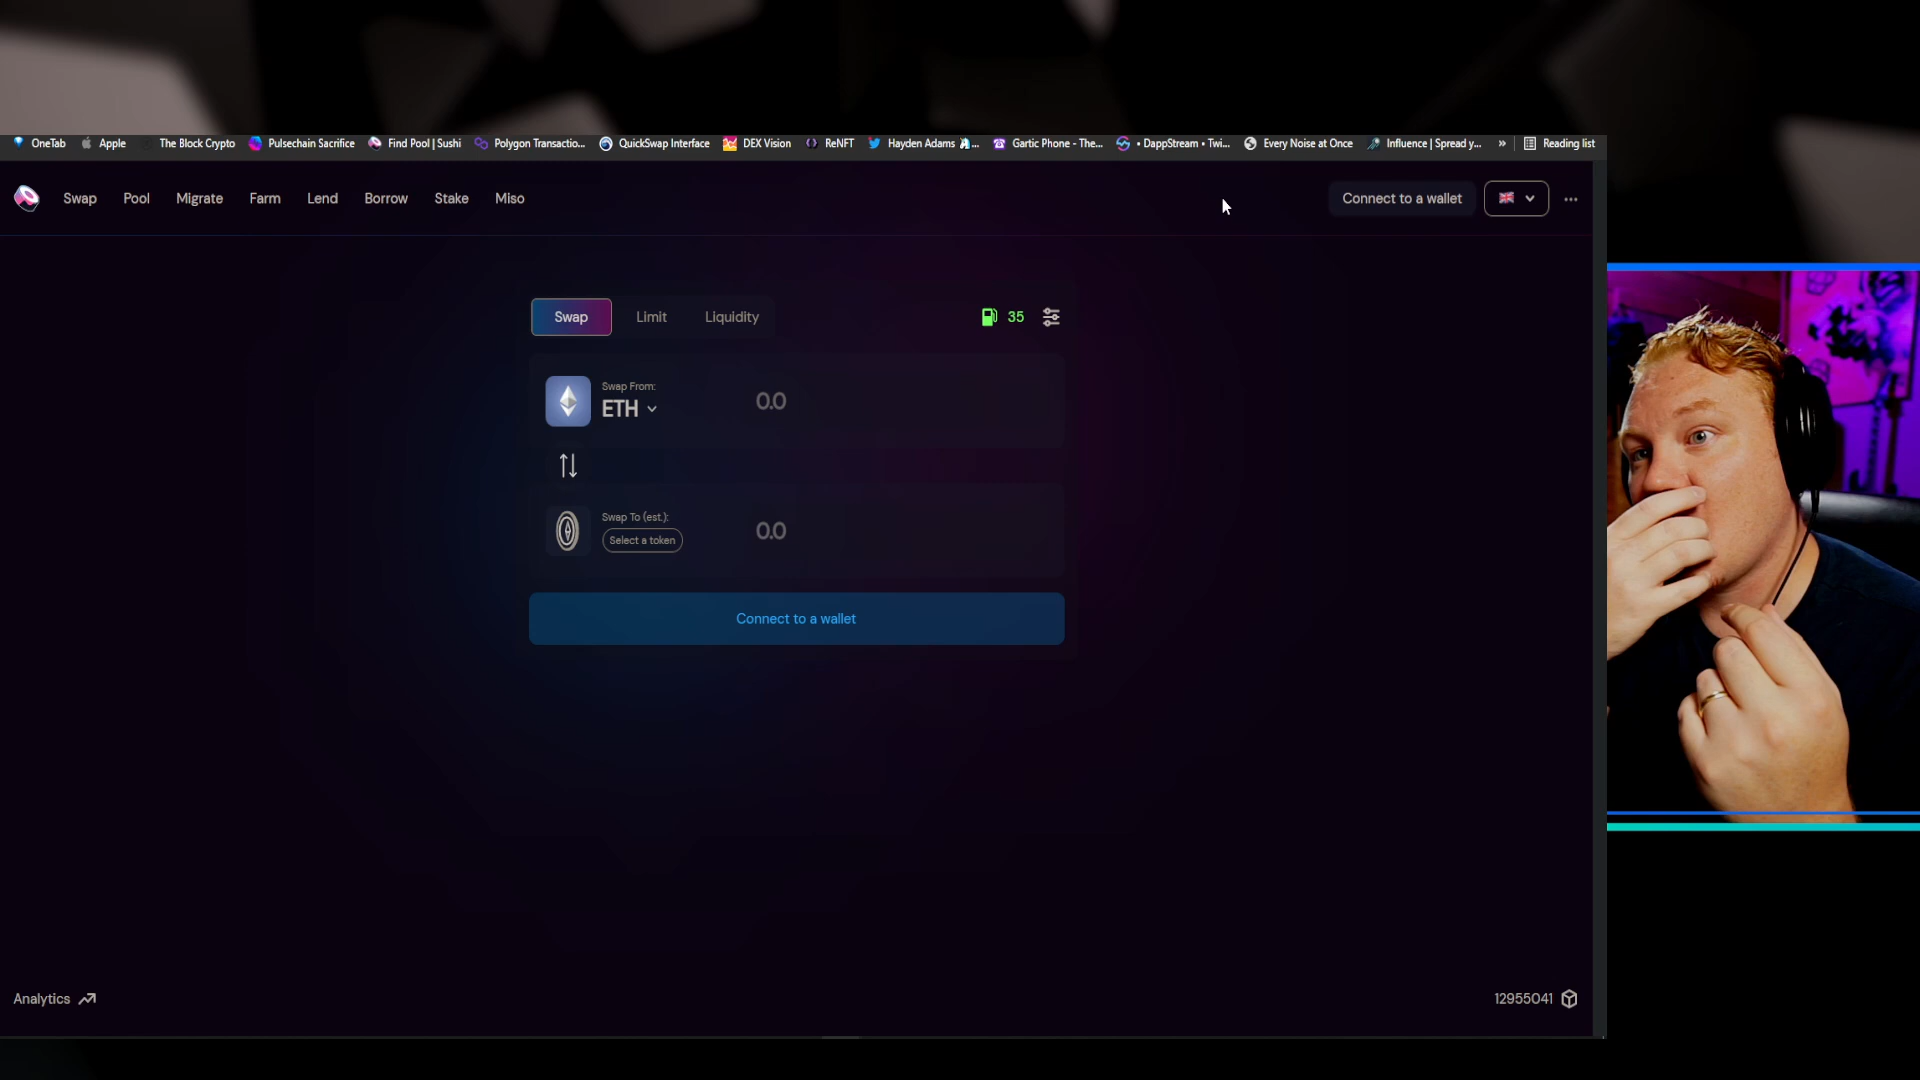 OneTab Apple The Block Crypto Pulsechain Sacrifice Find Pool | Sushi Polygon Transactio... QuickSwap Interface DEX Vision ReNFT Hayden Adams ... Gartic Phone - The... • DappStream • Twi... Every Noise at Once Influence | Spread y... » Reading list
Swap Pool Migrate Farm Lend Borrow Stake Miso Connect to a wallet ...
Swap Limit Liquidity 35
Swap From:
ETH 0.0
Swap To (est.):
Select a token 0.0
Connect to a wallet
Analytics 12955041